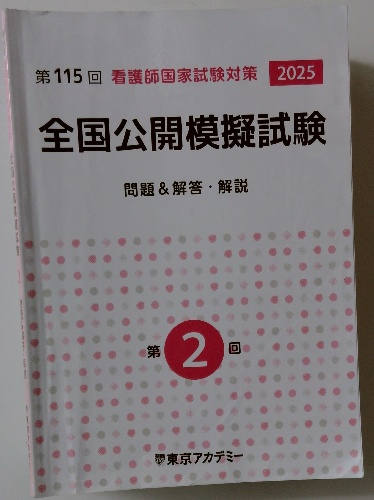 第115回 看護師国家試験対策 2025
全国公開模擬試験
問題&解答・解説
第2回
東京アカデミー